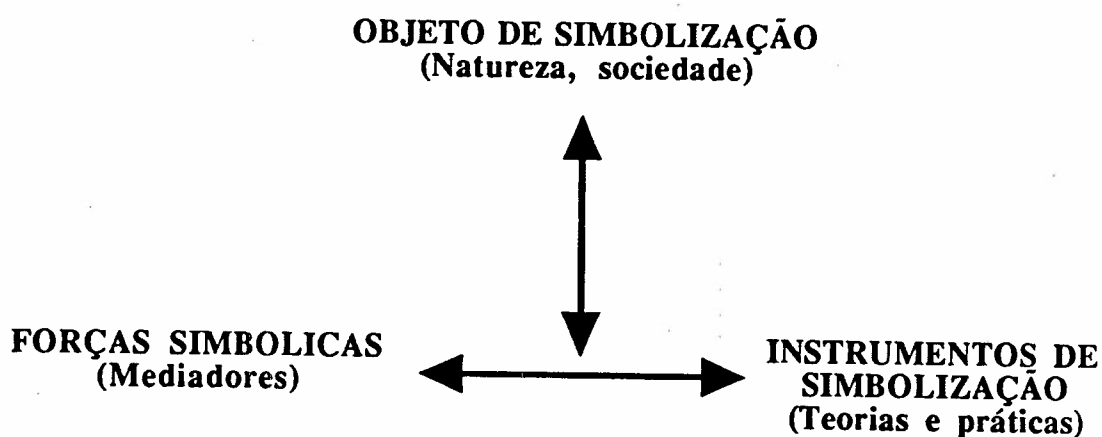 OBJETO DE SIMBOLIZAÇÃO
(Natureza, sociedade)
FORÇAS SIMBOLICAS
(Mediadores)
INSTRUMENTOS DE
SIMBOLIZAÇÃO
(Teorias e práticas)